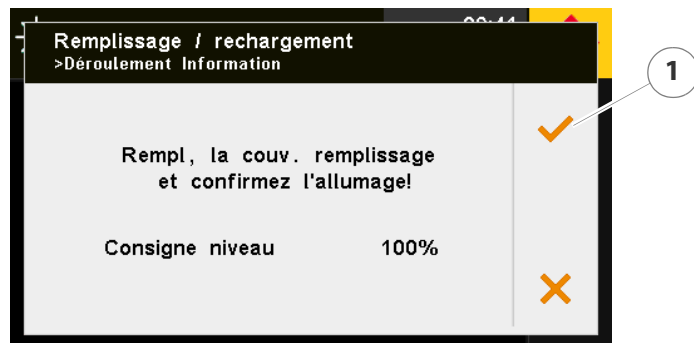 Remplissage / rechargement
>Déroulement Information
1
Rempl, la couv. remplissage
et confirmez l'allumage!
Consigne niveau 100%